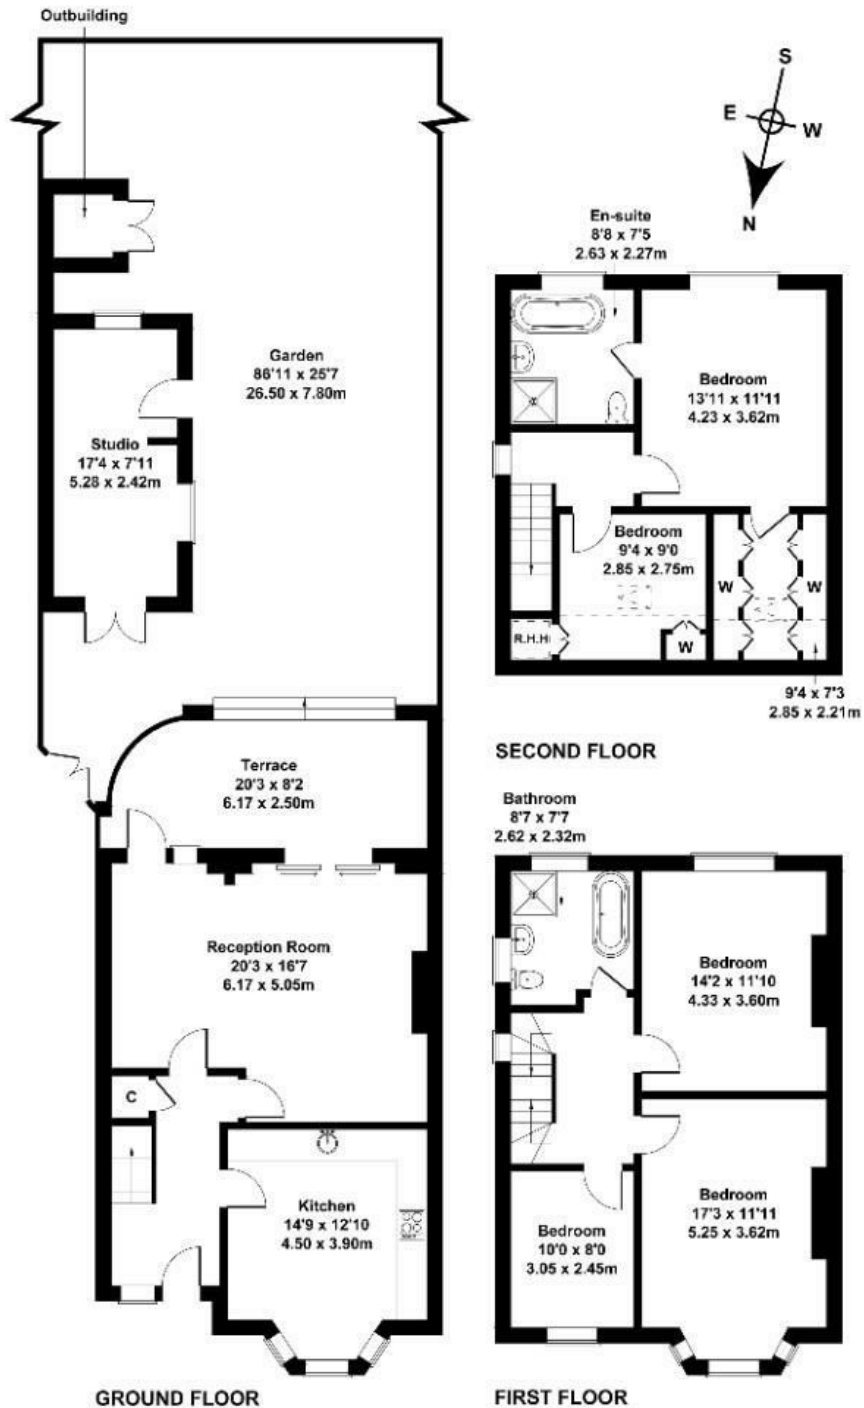 Outbuilding
S
E
W
N
En-suite
8'8 x 7'5
2.63 x 2.27m
Garden
86'11 x 25'7
26.50 x 7.80m
Bedroom
13'11 x 11'11
4.23 x 3.62m
Studio
17'4 x 7'11
5.28 x 2.42m
Bedroom
9'4 x 9'0
2.85 x 2.75m
W
W
R.H.H
W
9'4 x 7'3
2.85 x 2.21m
SECOND FLOOR
Terrace
20'3 x 8'2
6.17 x 2.50m
Bathroom
8'7 x 7'7
2.62 x 2.32m
Reception Room
20'3 x 16'7
6.17 x 5.05m
Bedroom
14'2 x 11'10
4.33 x 3.60m
C
Kitchen
14'9 x 12'10
4.50 x 3.90m
Bedroom
17'3 x 11'11
5.25 x 3.62m
Bedroom
10'0 x 8'0
3.05 x 2.45m
GROUND FLOOR
FIRST FLOOR